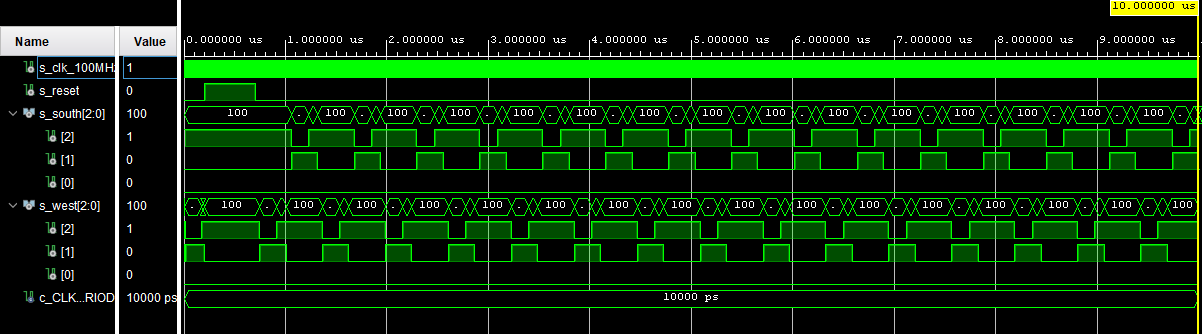 10.000000 us
Name Value
0.000000 us 1.000000 us 2.000000 us 3.000000 us 4.000000 us 5.000000 us 6.000000 us 7.000000 us 8.000000 us 9.000000 us
s_clk_100MH 1
s_reset 0
s_south[2:0] 100 100 . 100 . 100 . 100 . 100 . 100 . 100 . 100 . 100 . 100 . 100 . 100 . 100 . 100 . 100 .
[2] 1
[1] 0
[0] 0
s_west[2:0] 100 . 100 . 100 . 100 . 100 . 100 . 100 . 100 . 100 . 100 . 100 . 100 . 100 . 100 . 100 . 100 . 100
[2] 1
[1] 0
[0] 0
c_CLK...RIOD 10000 ps 10000 ps